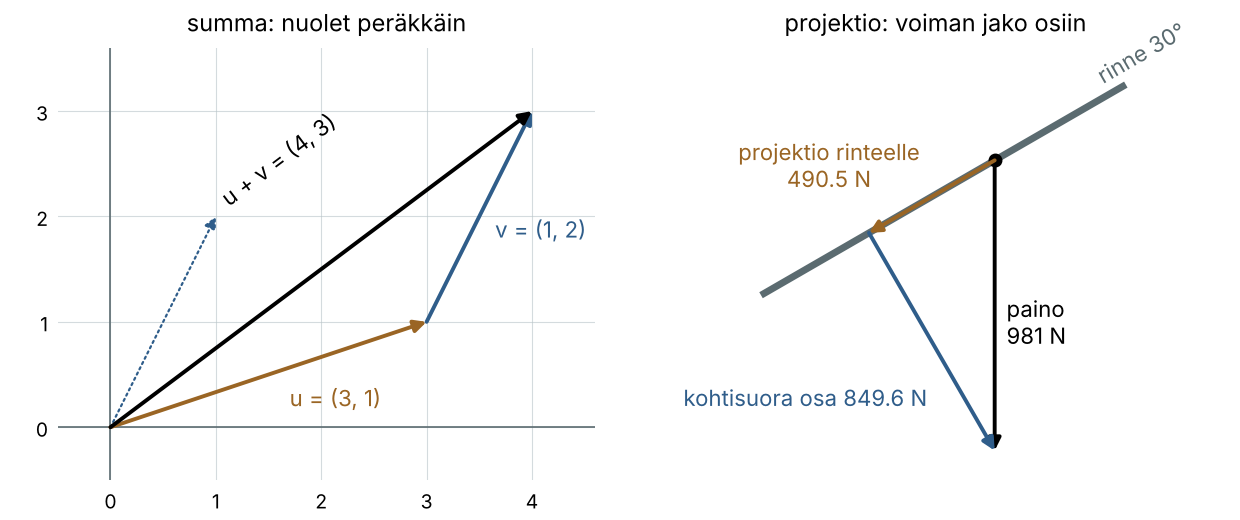 summa: nuolet peräkkäin
3
2
1
0
0
1
2
3
4
u + v = (4, 3)
v = (1, 2)
u = (3, 1)
projektio: voiman jako osiin
rinne 30°
projektio rinteelle
490.5 N
paino
981 N
kohtisuora osa 849.6 N